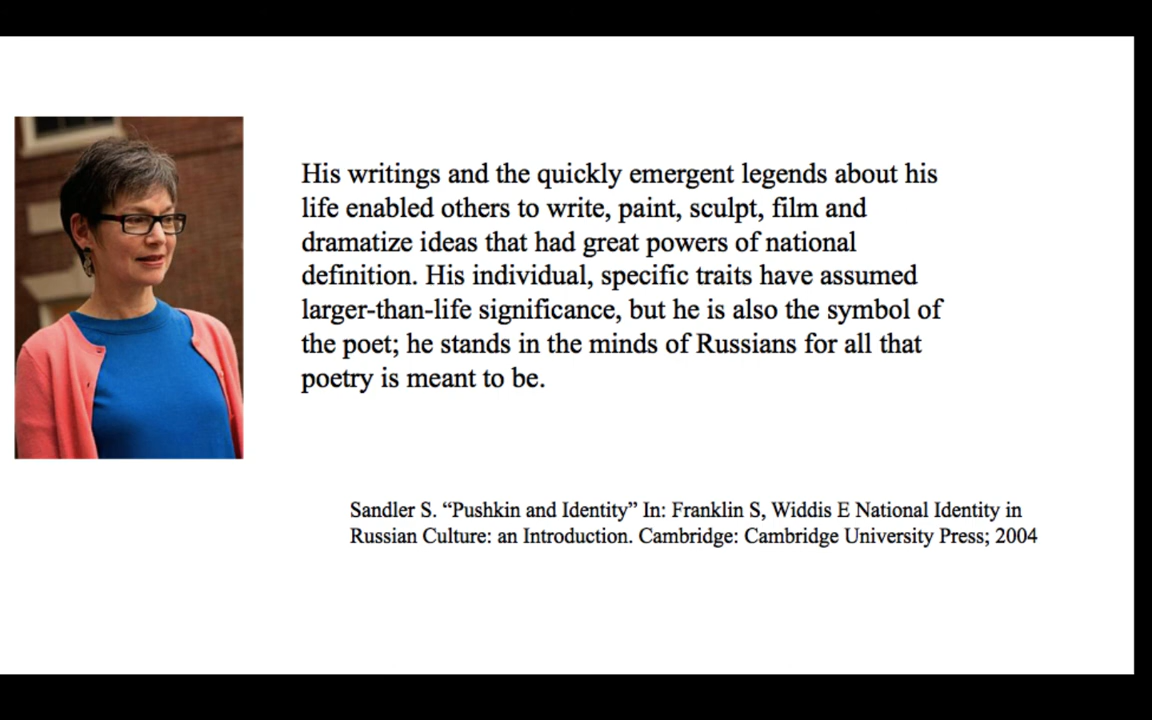 His writings and the quickly emergent legends about his
life enabled others to write, paint, sculpt, film and
dramatize ideas that had great powers of national
definition. His individual, specific traits have assumed
larger-than-life significance, but he is also the symbol of
the poet; he stands in the minds of Russians for all that
poetry is meant to be.
Sandler S. “Pushkin and Identity” In: Franklin S, Widdis E National Identity in
Russian Culture: an Introduction. Cambridge: Cambridge University Press; 2004